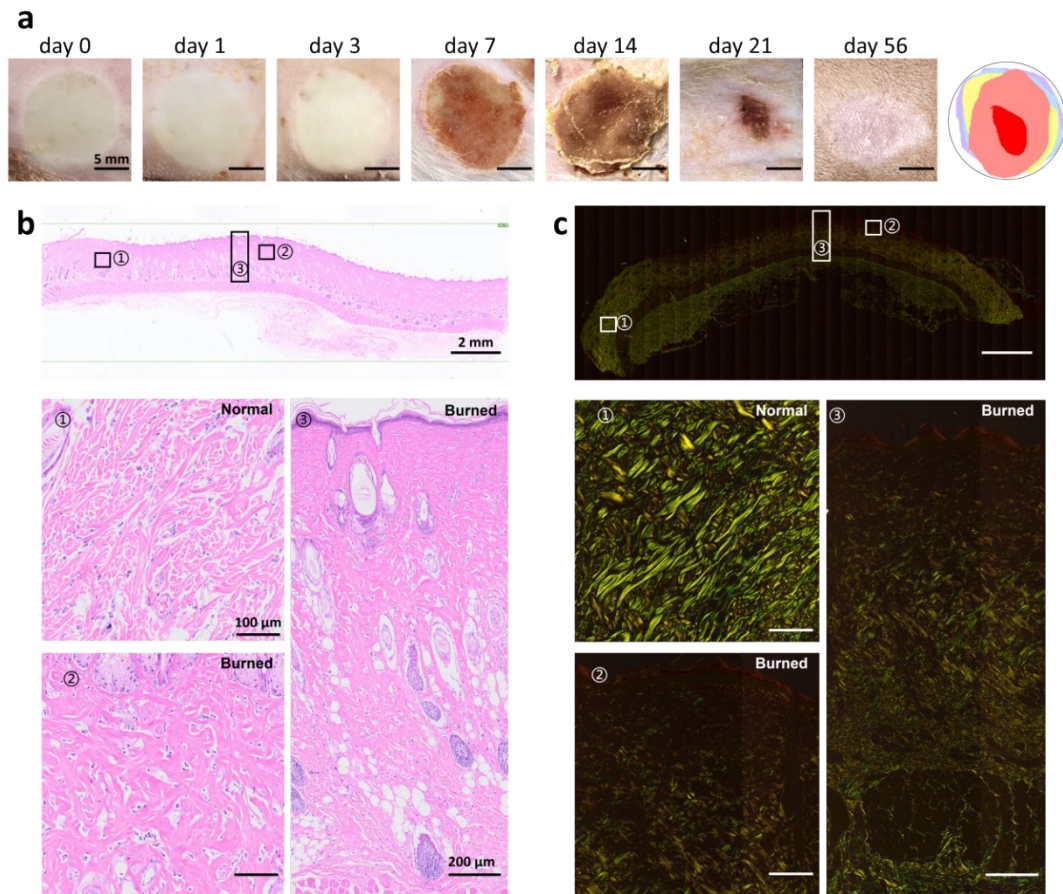 a
day 0
day 1
day 3
day 7
day 14
day 21
day 56
5 mm
b
c
①
②
③
2 mm
②
③
①
① Normal
100 µm
② Burned
③ Burned
200 µm
① Normal
② Burned
③ Burned